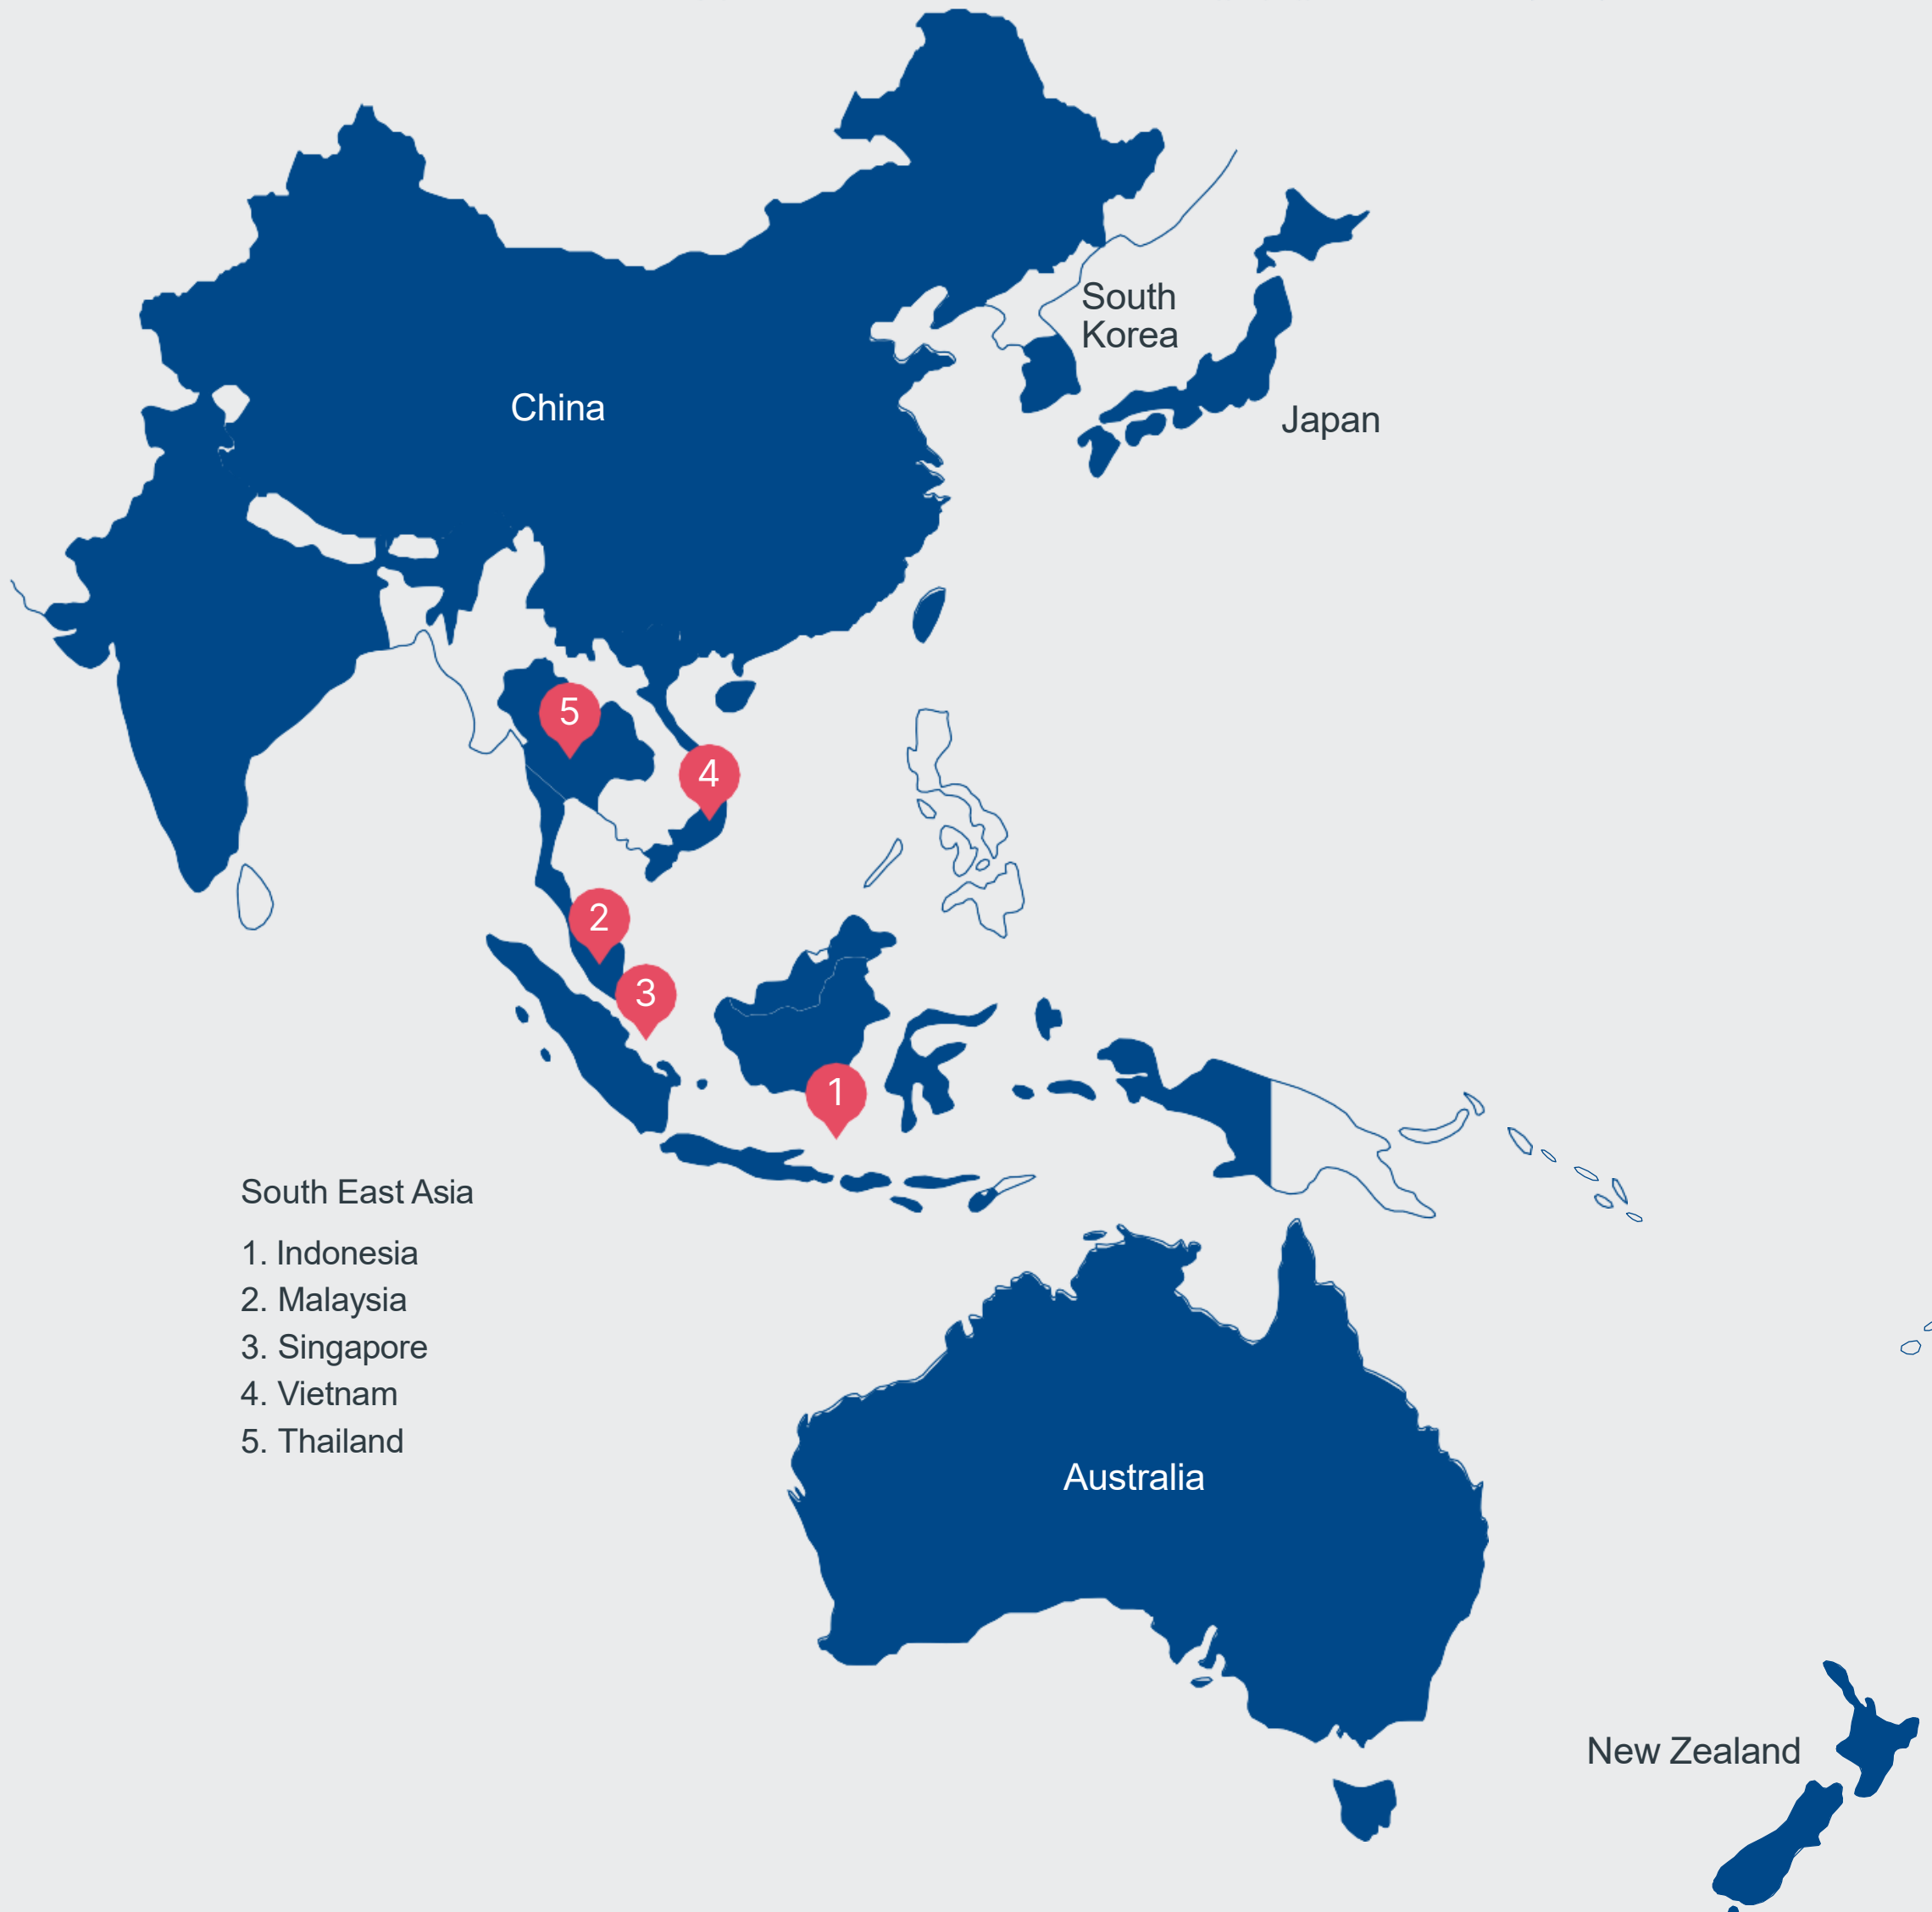 China
South
Korea
Japan
5
4
2
3
1
South East Asia
1. Indonesia
2. Malaysia
3. Singapore
4. Vietnam
5. Thailand
Australia
New Zealand